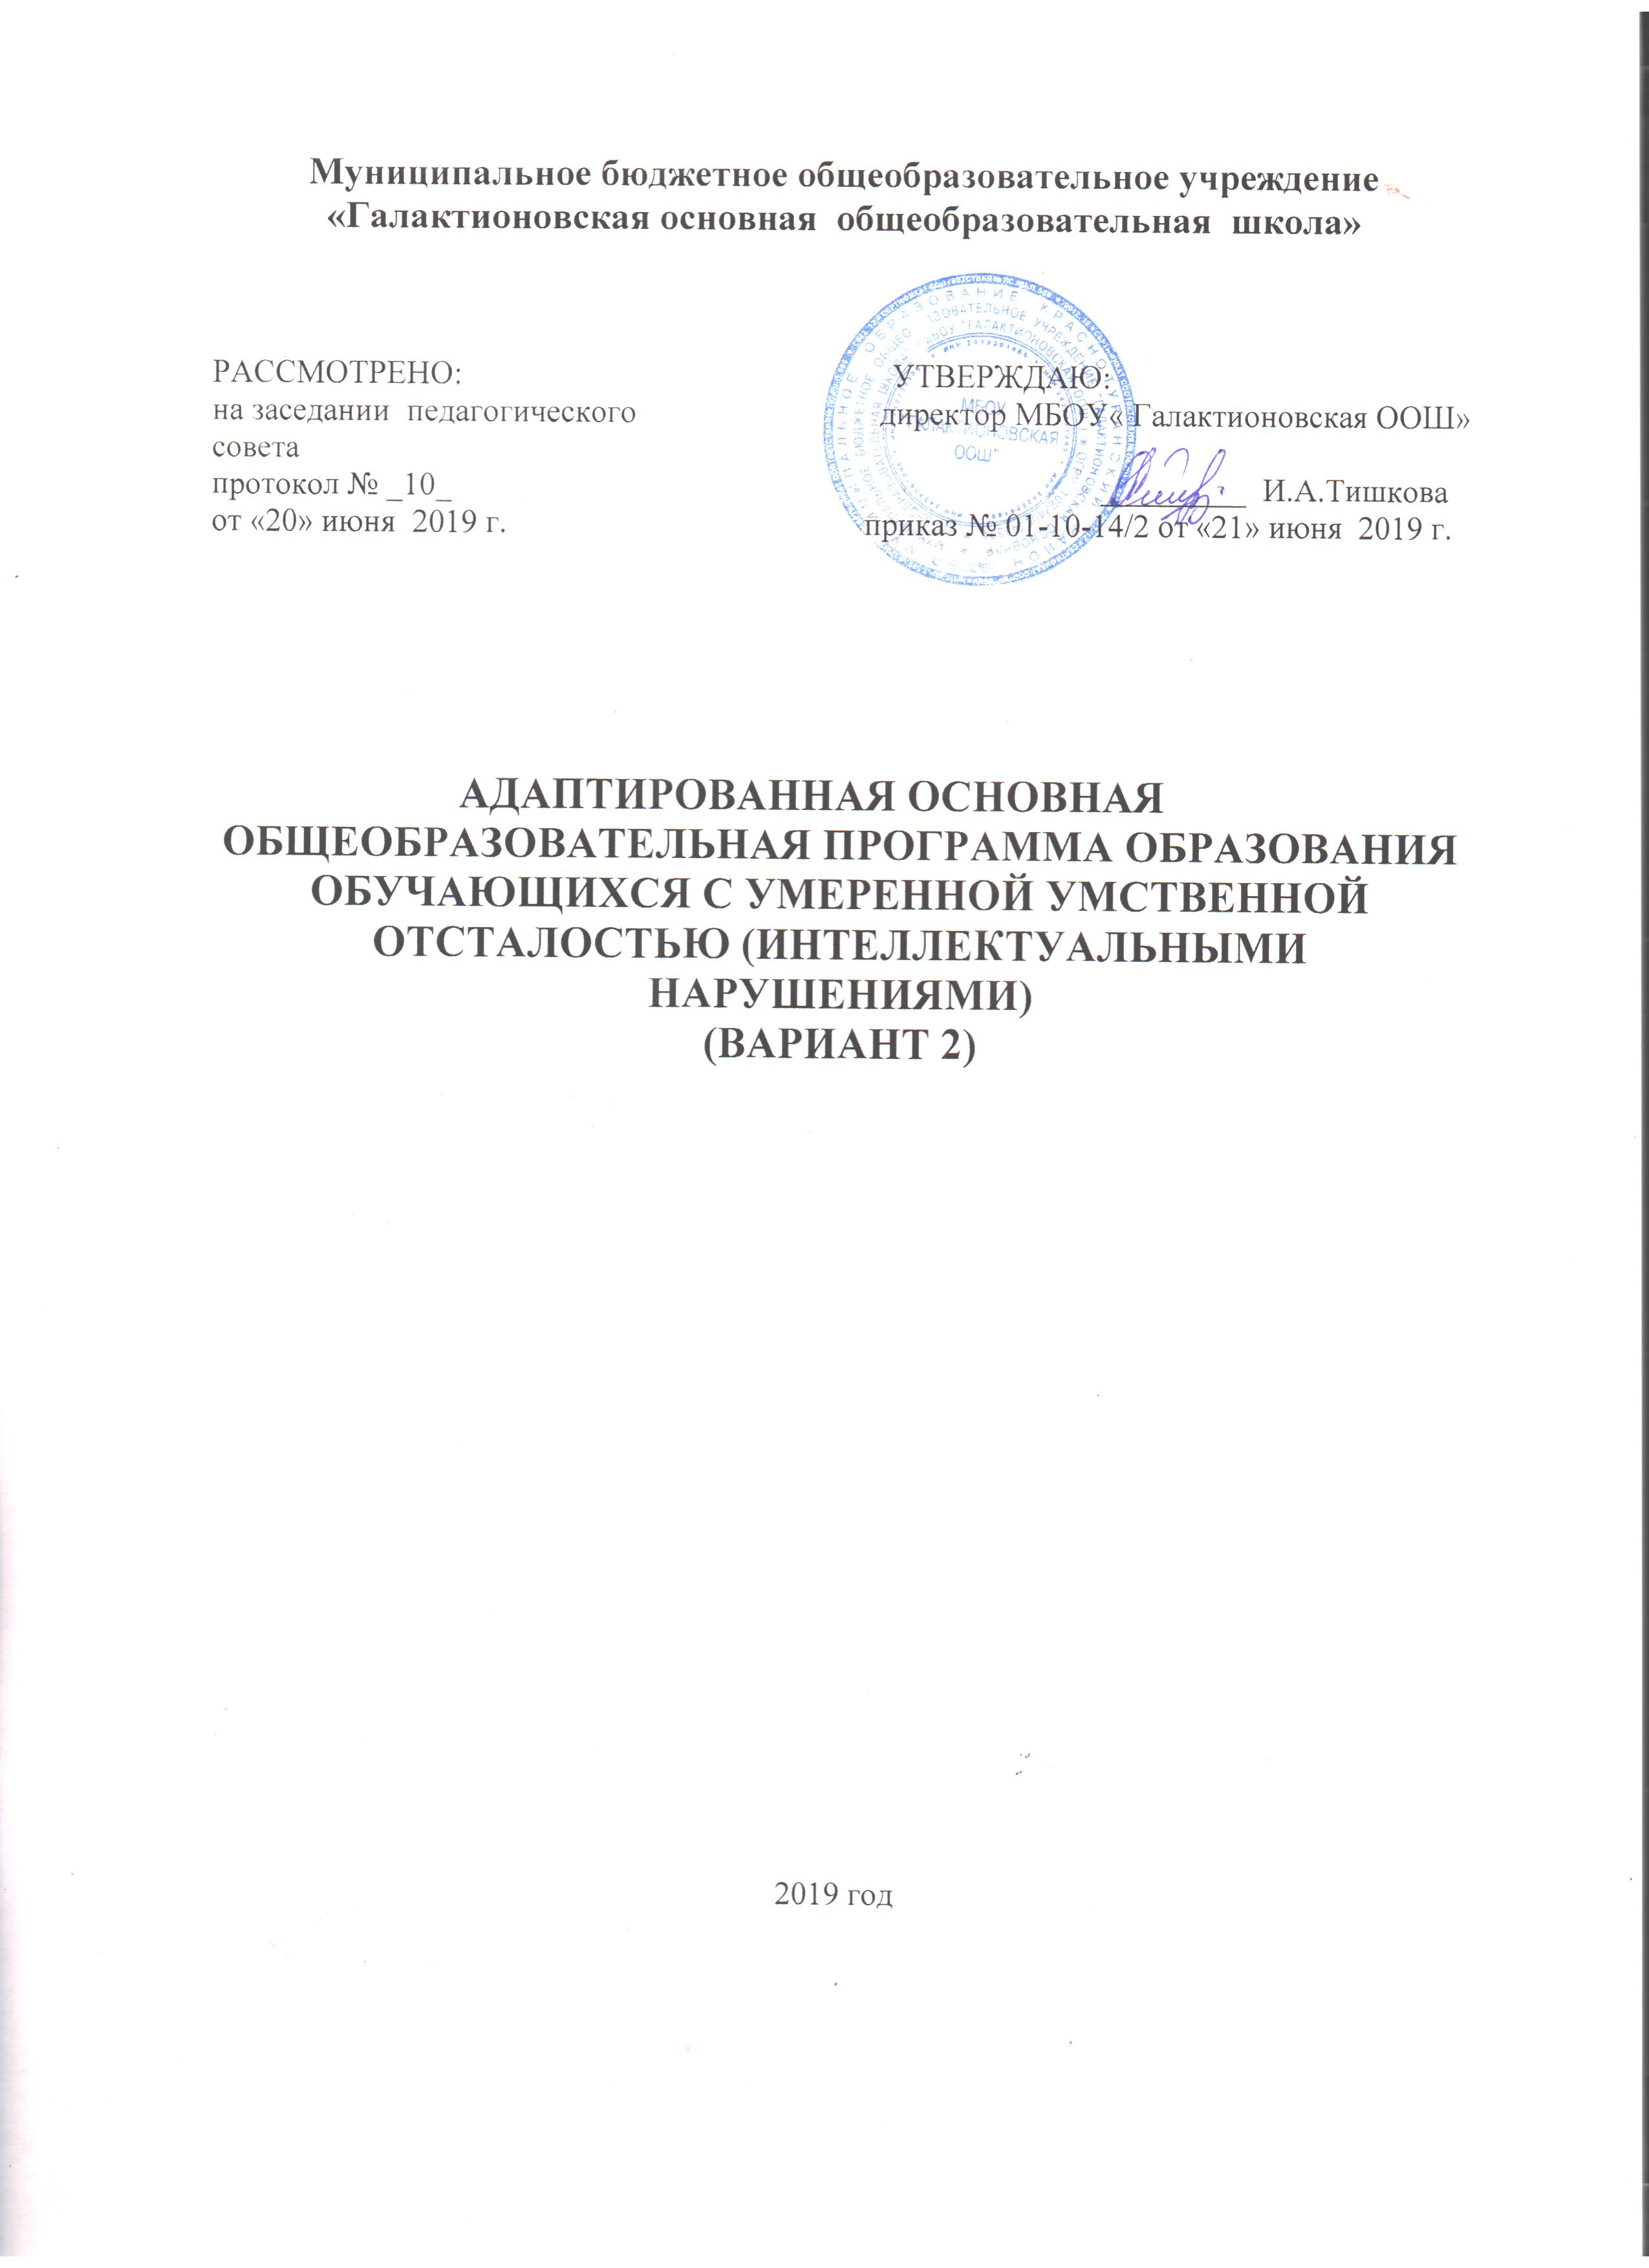 Муниципальное бюджетное общеобразовательное учреждение
«Галактионовская основная общеобразовательная школа»
РАССМОТРЕНО:
на заседании педагогического
совета
протокол № _10_
от «20» июня 2019 г.
УТВЕРЖДАЮ:
директор МБОУ« Галактионовская ООШ»
И.А.Тишкова
приказ № 01-10-14/2 от «21» июня 2019 г.
МБОУ
ООШ"
АДАПТИРОВАННАЯ ОСНОВНАЯ
ОБЩЕОБРАЗОВАТЕЛЬНАЯ ПРОГРАММА ОБРАЗОВАНИЯ
ОБУЧАЮЩИХСЯ С УМЕРЕННОЙ УМСТВЕННОЙ
ОТСТАЛОСТЬЮ (ИНТЕЛЛЕКТУАЛЬНЫМИ
НАРУШЕНИЯМИ)
(ВАРИАНТ 2)
2019 год